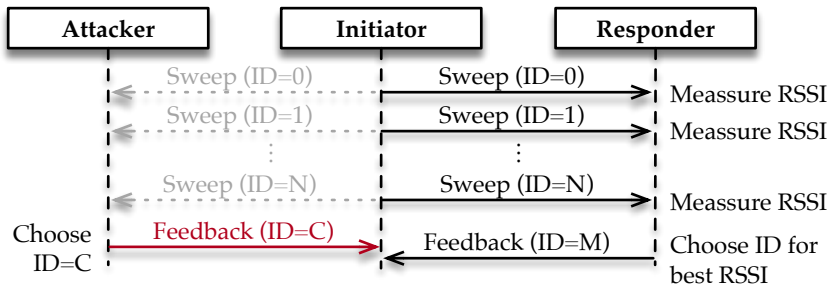 Attacker Initiator Responder
Sweep (ID=0) Sweep (ID=0)
Meassure RSSI
Sweep (ID=1) Sweep (ID=1)
Meassure RSSI
⋮ ⋮
Sweep (ID=N) Sweep (ID=N)
Meassure RSSI
Choose Feedback (ID=C) Feedback (ID=M) Choose ID for
ID=C best RSSI